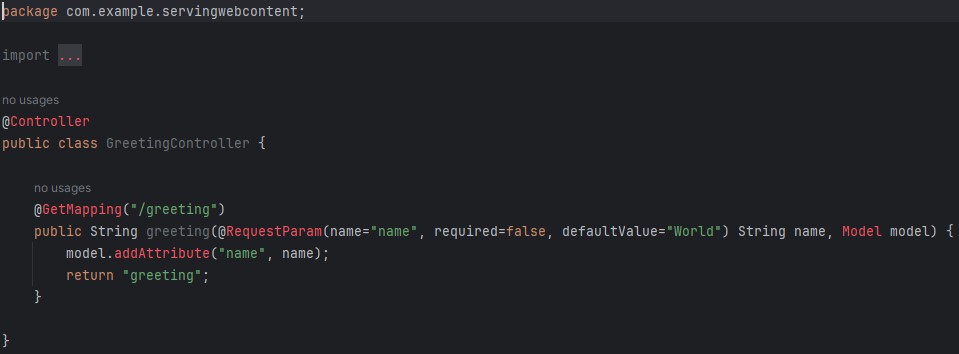 package com.example.servingwebcontent;
import ...
no usages
@Controller
public class GreetingController {
no usages
@GetMapping("/greeting")
public String greeting(@RequestParam(name="name", required=false, defaultValue="World") String name, Model model) {
model.addAttribute("name", name);
return "greeting";
}
}